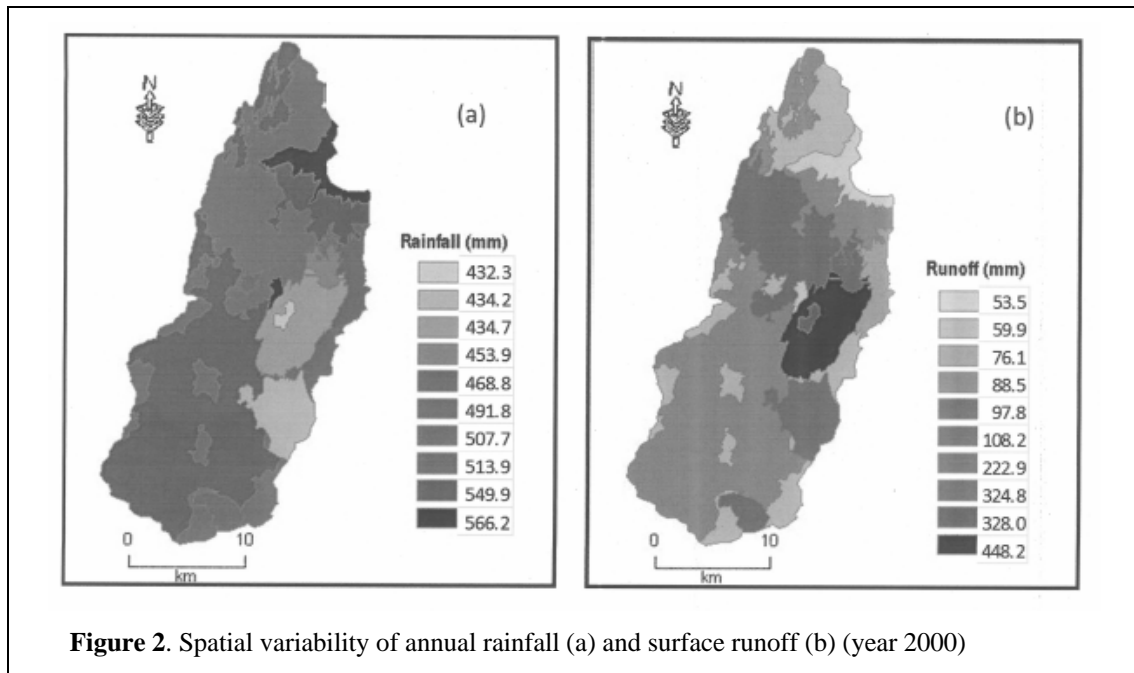 N
(a)
Rainfall (mm)
432.3
434.2
434.7
453.9
468.8
491.8
507.7
513.9
549.9
566.2
0 10
km
N
(b)
Runoff (mm)
53.5
59.9
76.1
88.5
97.8
108.2
222.9
324.8
328.0
448.2
0 10
km
Figure 2. Spatial variability of annual rainfall (a) and surface runoff (b) (year 2000)